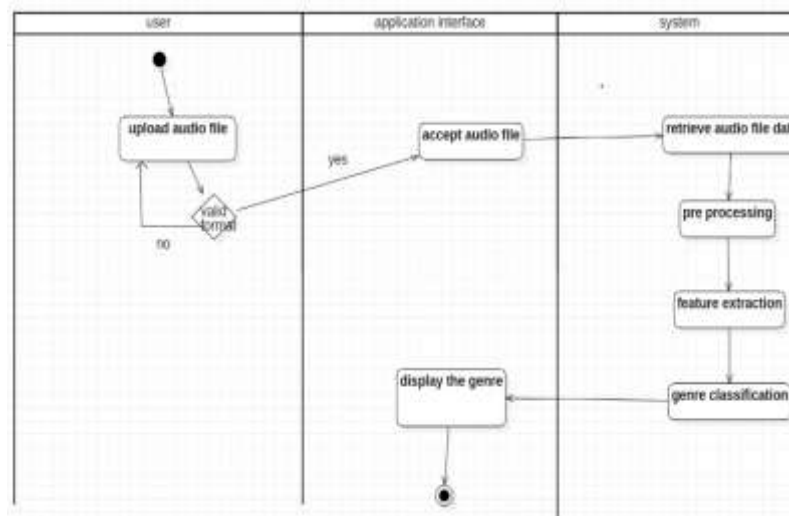 user
application interface
system
upload audio file
accept audio file
retrieve audio file dat
yes
valid
format
no
pre processing
feature extraction
display the genre
genre classification